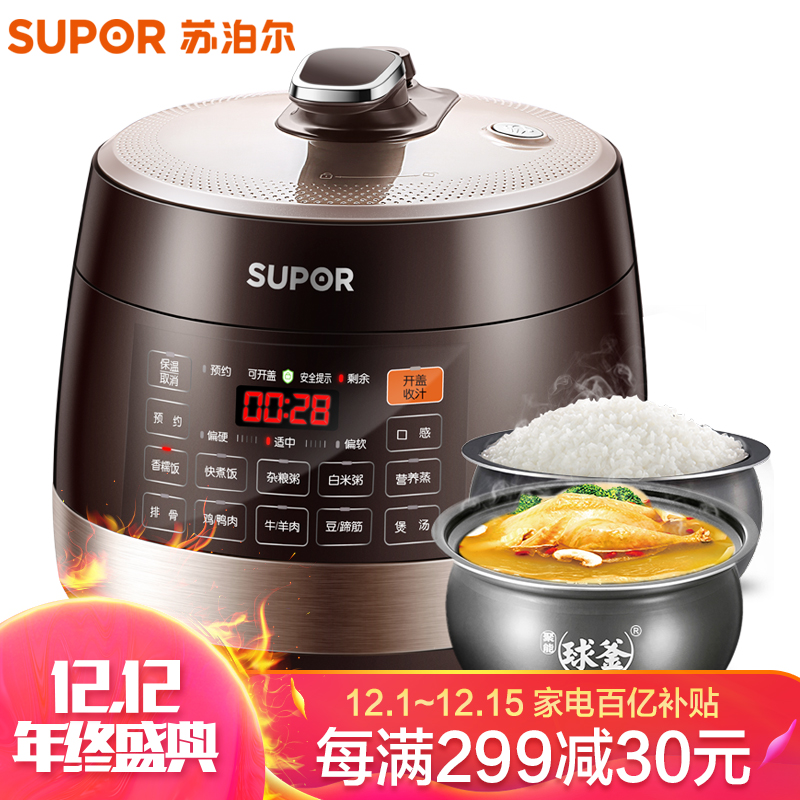 SUPOR 苏泊尔
SUPOR
保温
取消
预约
可开盖 安全提示 剩余
开盖
收汁
00:28
预 约
偏硬 适中 偏软
口 感
香糯饭 快煮饭 杂粮粥 白米粥 营养蒸
排 骨 鸡/鸭肉 牛/羊肉 豆/蹄筋 煲 汤
聚能 球釜®
12.12
年终盛典
12.1~12.15 家电百亿补贴
每满299减30元